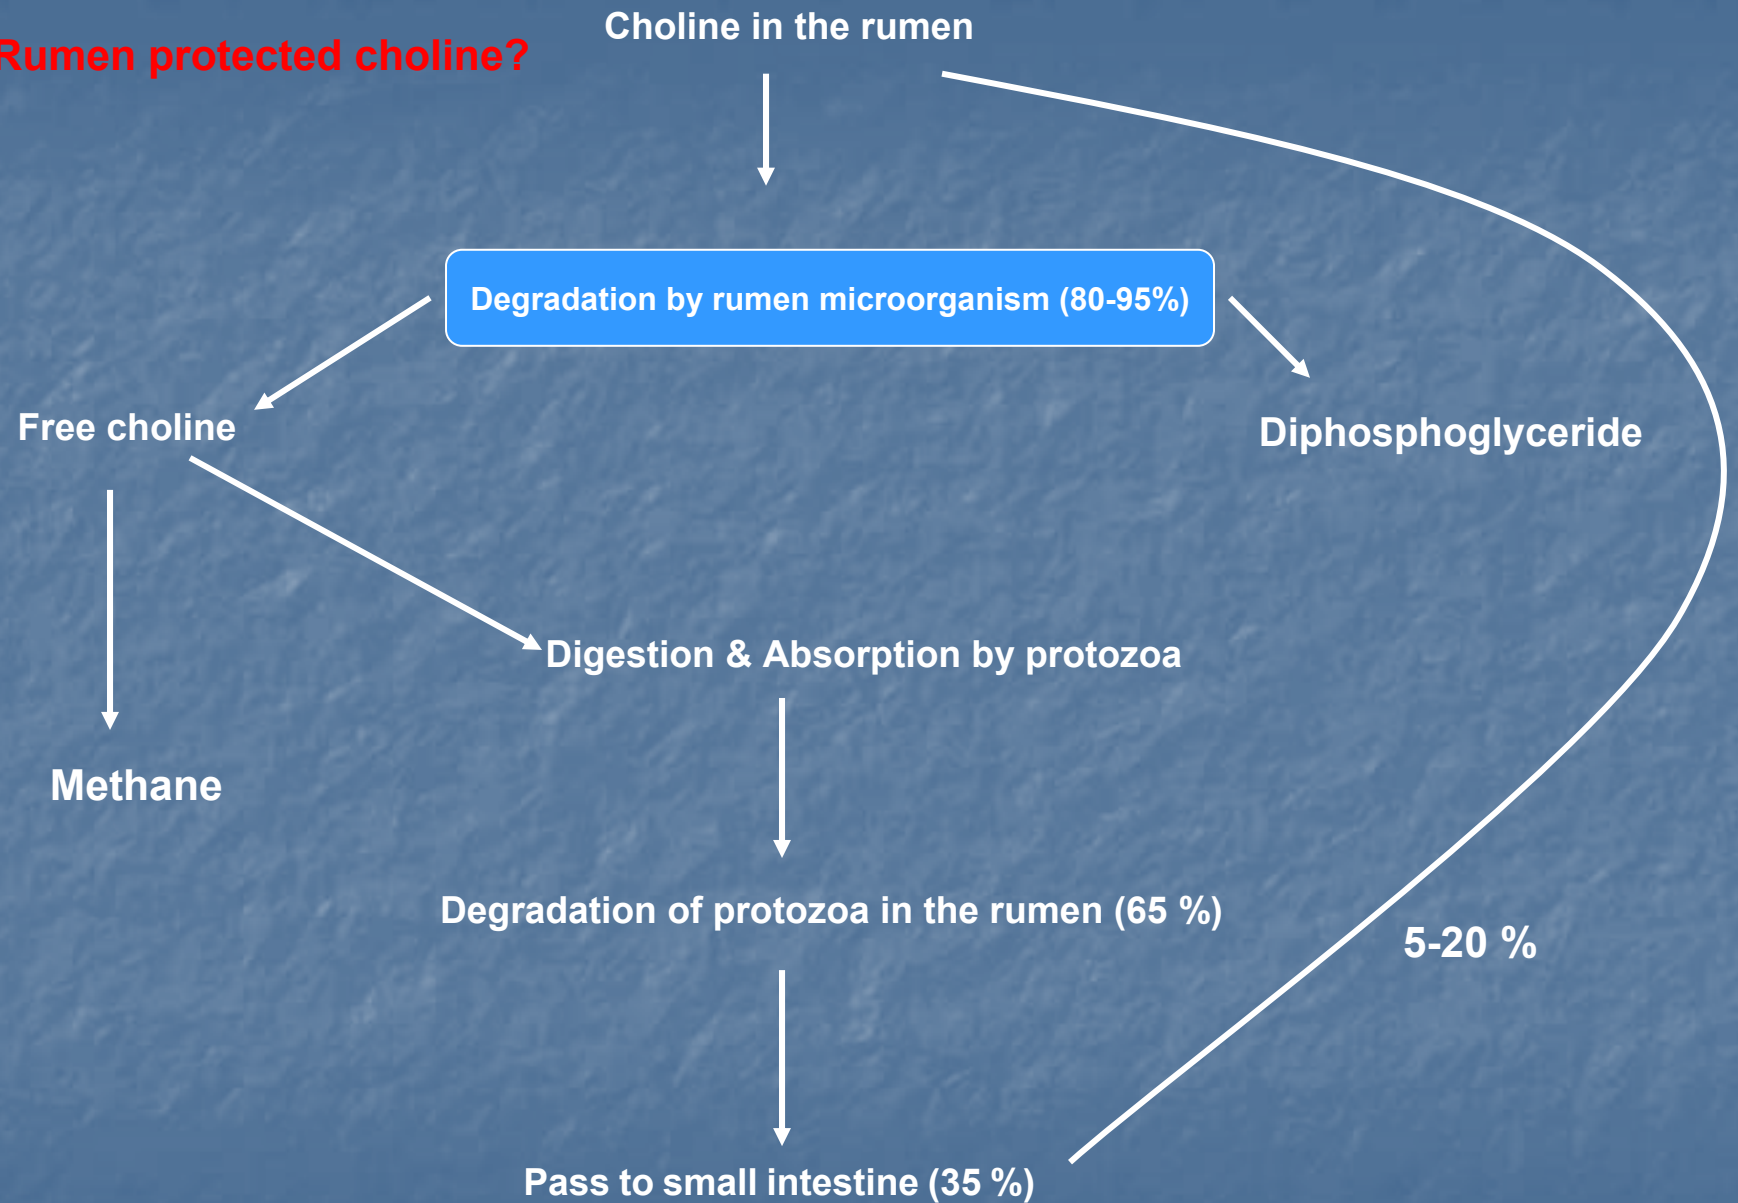 Choline in the rumen
Rumen protected choline?
Degradation by rumen microorganism (80-95%)
Free choline
Diphosphoglyceride
Digestion & Absorption by protozoa
Methane
Degradation of protozoa in the rumen (65 %)
5-20 %
Pass to small intestine (35 %)